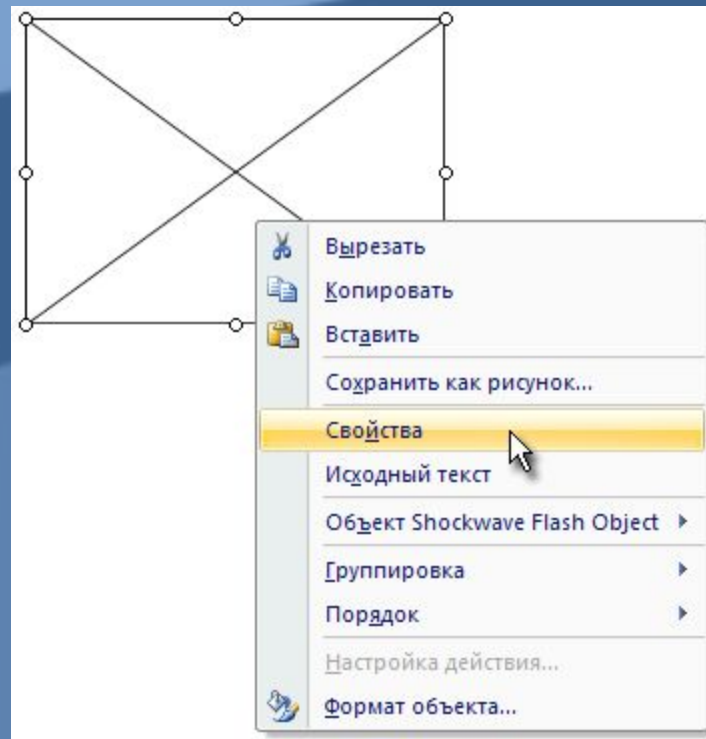 Вырезать
Копировать
Вставить
Сохранить как рисунок...
Свойства
Исходный текст
Объект Shockwave Flash Object
Группировка
Порядок
Настройка действия...
Формат объекта...